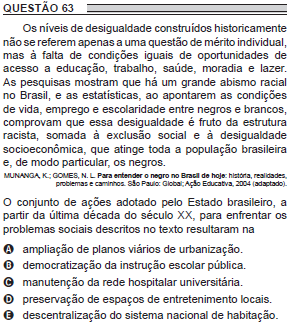 QUESTÃO 63
Os níveis de desigualdade construídos historicamente
não se referem apenas a uma questão de mérito individual,
mas à falta de condições iguais de oportunidades de
acesso a educação, trabalho, saúde, moradia e lazer.
As pesquisas mostram que há um grande abismo racial
no Brasil, e as estatísticas, ao apontarem as condições
de vida, emprego e escolaridade entre negros e brancos,
comprovam que essa desigualdade é fruto da estrutura
racista, somada à exclusão social e à desigualdade
socioeconômica, que atinge toda a população brasileira
e, de modo particular, os negros.
MUNANGA, K.; GOMES, N. L. Para entender o negro no Brasil de hoje: história, realidades,
problemas e caminhos. São Paulo: Global; Ação Educativa, 2004 (adaptado).
O conjunto de ações adotado pelo Estado brasileiro, a
partir da última década do século XX, para enfrentar os
problemas sociais descritos no texto resultaram na
A ampliação de planos viários de urbanização.
B democratização da instrução escolar pública.
C manutenção da rede hospitalar universitária.
D preservação de espaços de entretenimento locais.
E descentralização do sistema nacional de habitação.